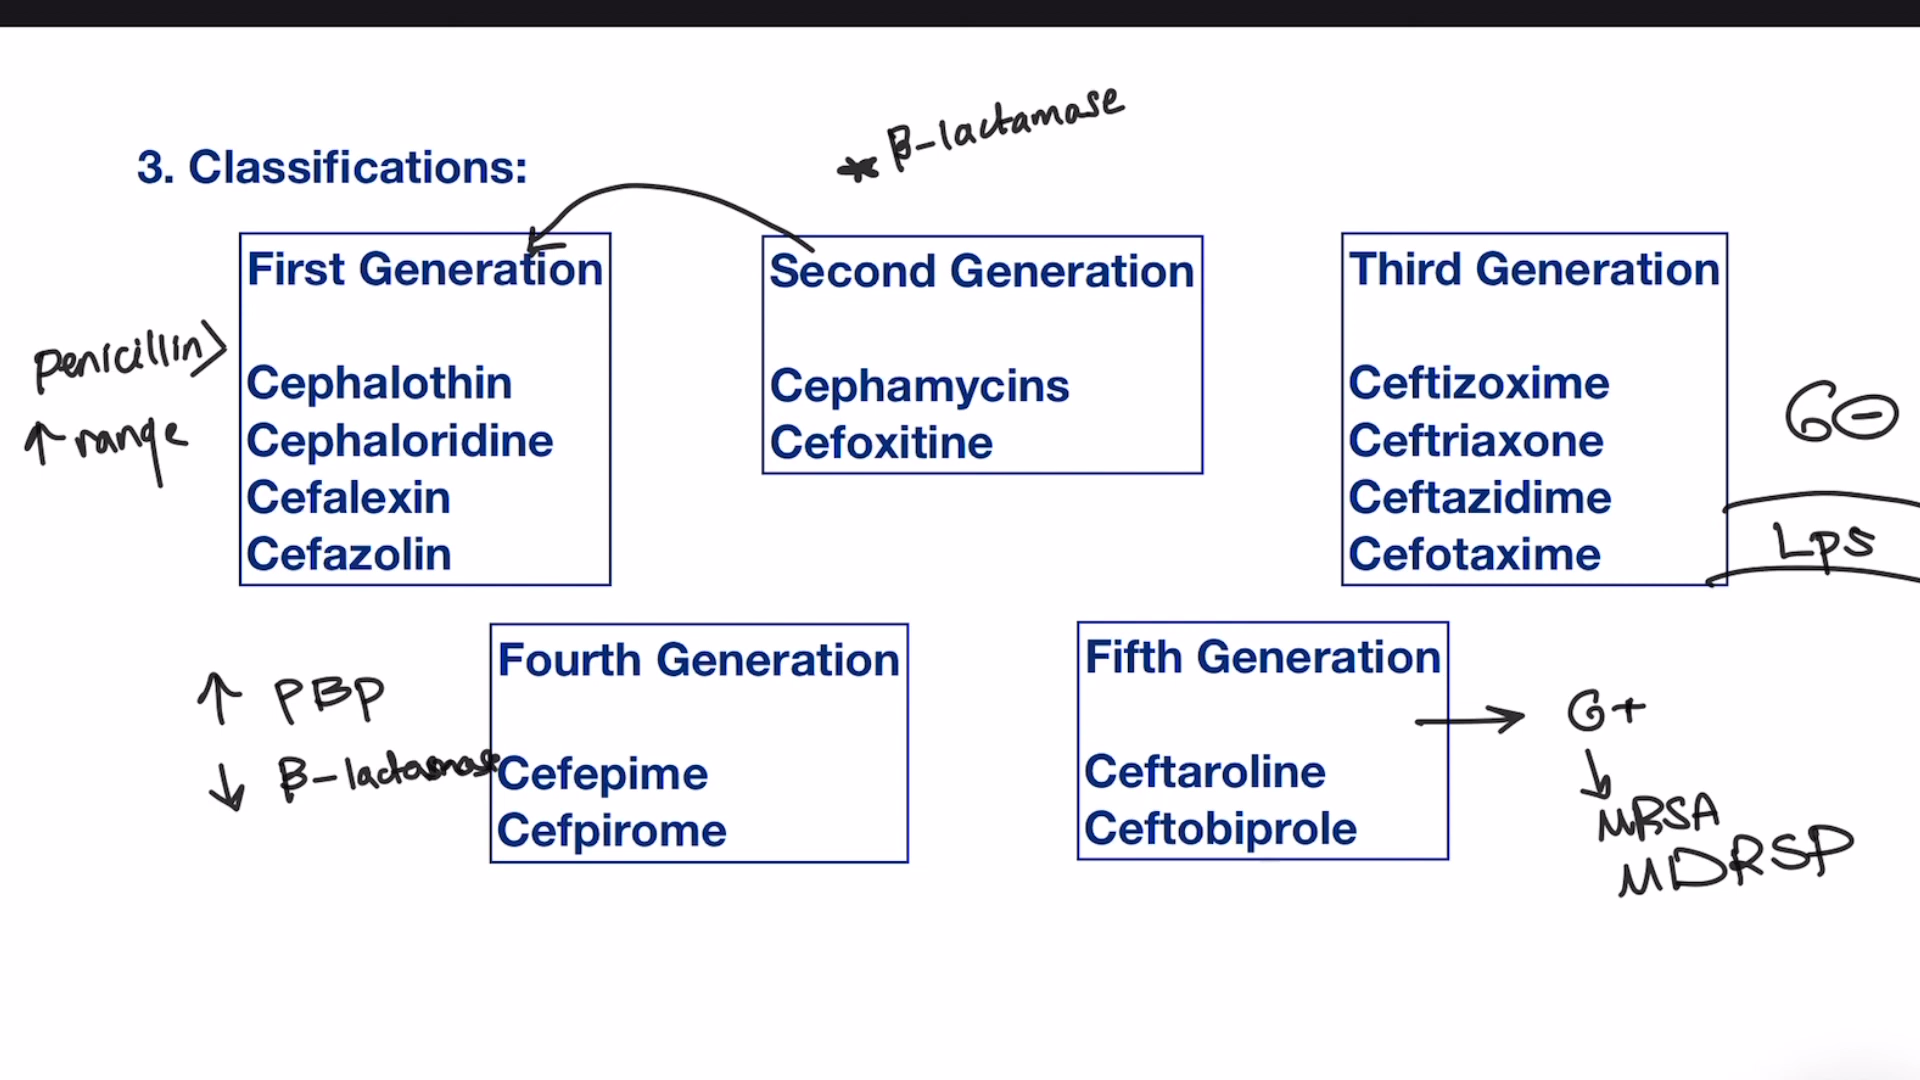 3. Classifications:
* β-lactamase
First Generation
Cephalothin
Cephaloridine
Cefalexin
Cefazolin
penicillin >
↑ range
Second Generation
Cephamycins
Cefoxitine
Third Generation
Ceftizoxime
Ceftriaxone
Ceftazidime
Cefotaxime
G⊖
Lps
↑ PBP
↓ β-lactamase
Fourth Generation
Cefepime
Cefpirome
Fifth Generation
Ceftaroline
Ceftobiprole
→ G+
↓
MRSA
MDRSP